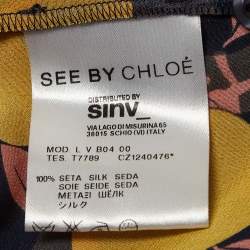 SEE BY CHLOÉ
DISTRIBUTED BY
SINV_
VIA LAGO DI MISURINA 65
36015 SCHIO (VI) ITALY
MOD. L V B04 00
TES. T7789 CZ1240476*
100% SETA SILK SEDA
SOIE SEIDE SEDA
ΜΕΤΑΞΙ ШЁЛК
シルク